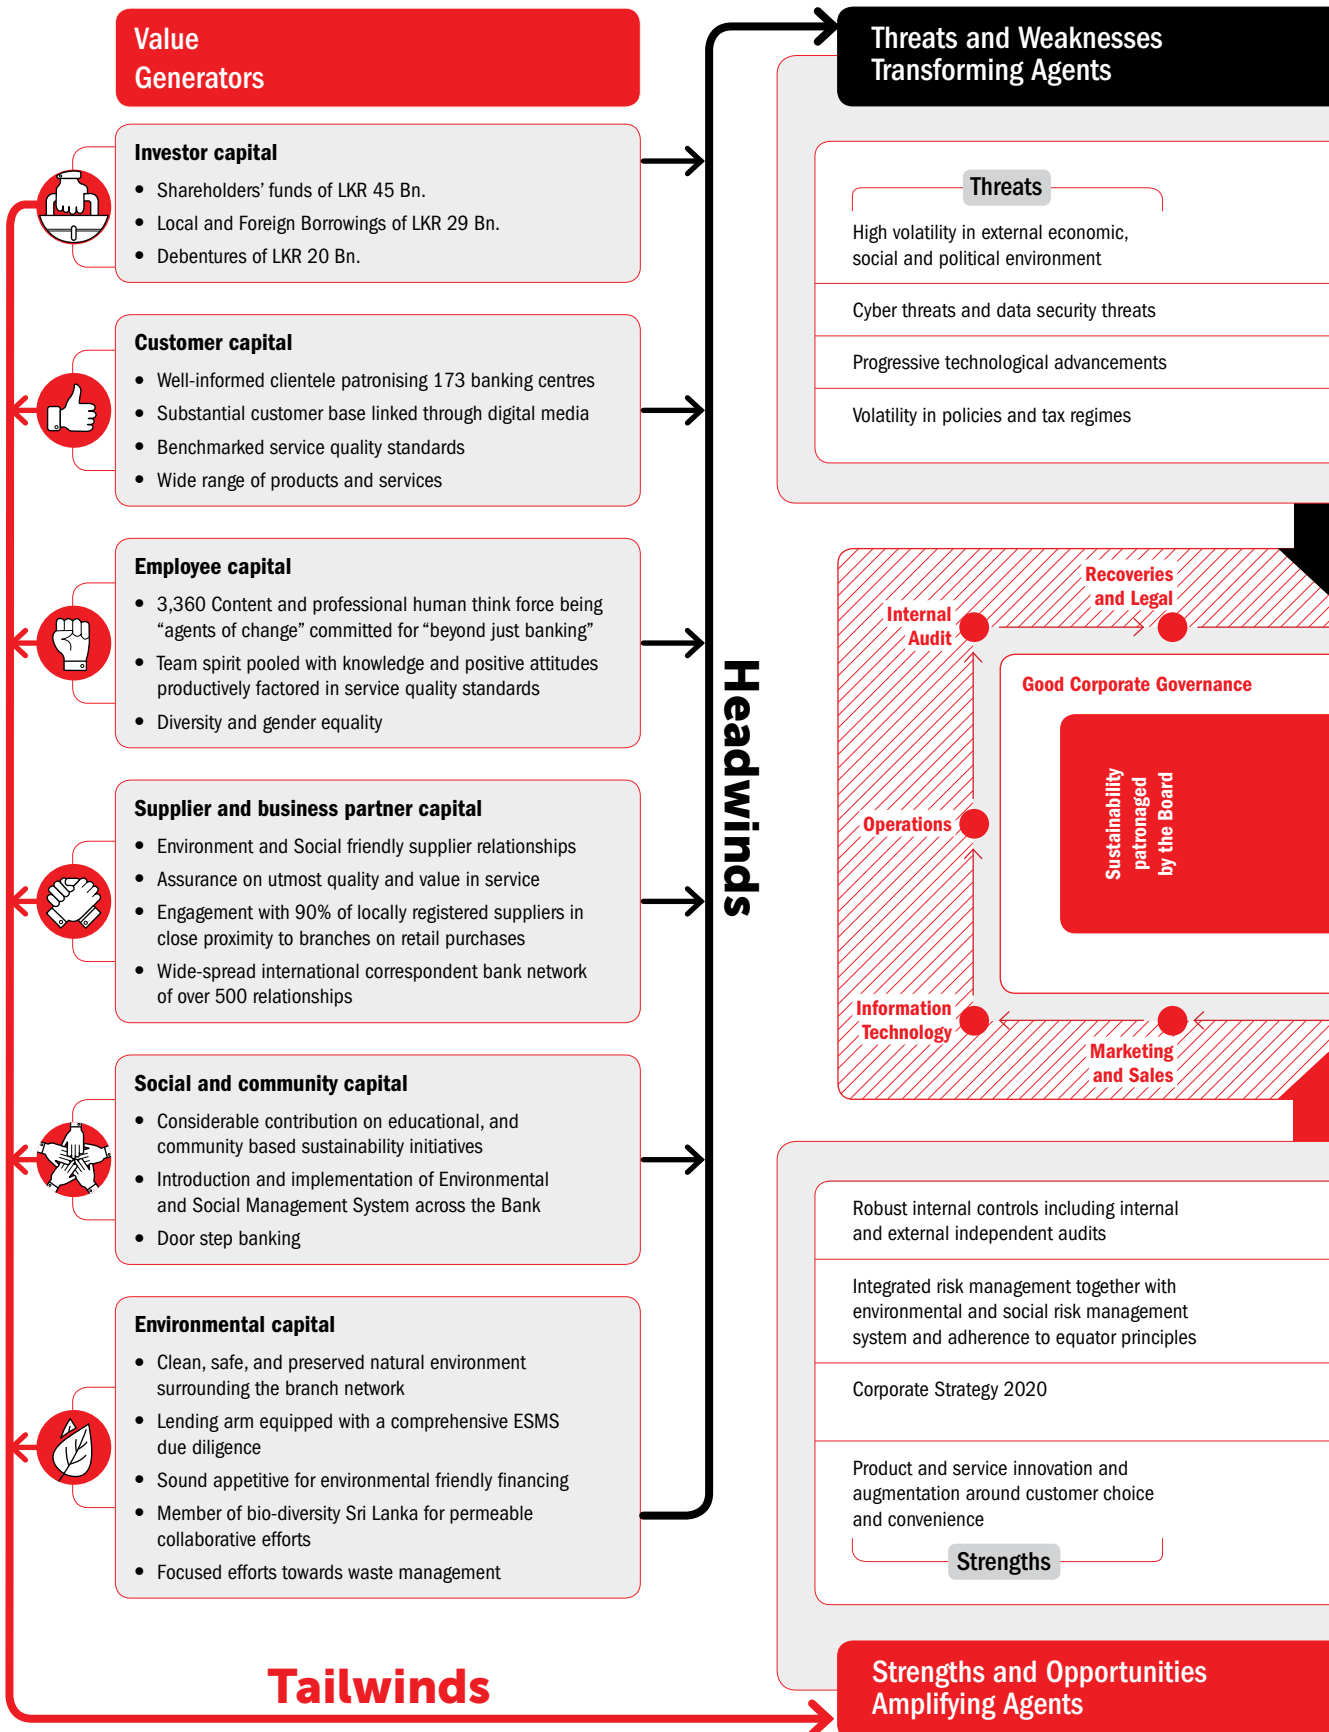 Value
Generators
Investor capital
• Shareholders’ funds of LKR 45 Bn.
• Local and Foreign Borrowings of LKR 29 Bn.
• Debentures of LKR 20 Bn.
Customer capital
• Well-informed clientele patronising 173 banking centres
• Substantial customer base linked through digital media
• Benchmarked service quality standards
• Wide range of products and services
Employee capital
• 3,360 Content and professional human think force being
“agents of change” committed for “beyond just banking”
• Team spirit pooled with knowledge and positive attitudes
productively factored in service quality standards
• Diversity and gender equality
Supplier and business partner capital
• Environment and Social friendly supplier relationships
• Assurance on utmost quality and value in service
• Engagement with 90% of locally registered suppliers in
close proximity to branches on retail purchases
• Wide-spread international correspondent bank network
of over 500 relationships
Social and community capital
• Considerable contribution on educational, and
community based sustainability initiatives
• Introduction and implementation of Environmental
and Social Management System across the Bank
• Door step banking
Environmental capital
• Clean, safe, and preserved natural environment
surrounding the branch network
• Lending arm equipped with a comprehensive ESMS
due diligence
• Sound appetitive for environmental friendly financing
• Member of bio-diversity Sri Lanka for permeable
collaborative efforts
• Focused efforts towards waste management
Tailwinds
Headwinds
Threats and Weaknesses
Transforming Agents
Threats
High volatility in external economic,
social and political environment
Cyber threats and data security threats
Progressive technological advancements
Volatility in policies and tax regimes
Recoveries
and Legal
Internal
Audit
Good Corporate Governance
Sustainability
patronaged
by the Board
Operations
Information
Technology
Marketing
and Sales
Robust internal controls including internal
and external independent audits
Integrated risk management together with
environmental and social risk management
system and adherence to equator principles
Corporate Strategy 2020
Product and service innovation and
augmentation around customer choice
and convenience
Strengths
Strengths and Opportunities
Amplifying Agents